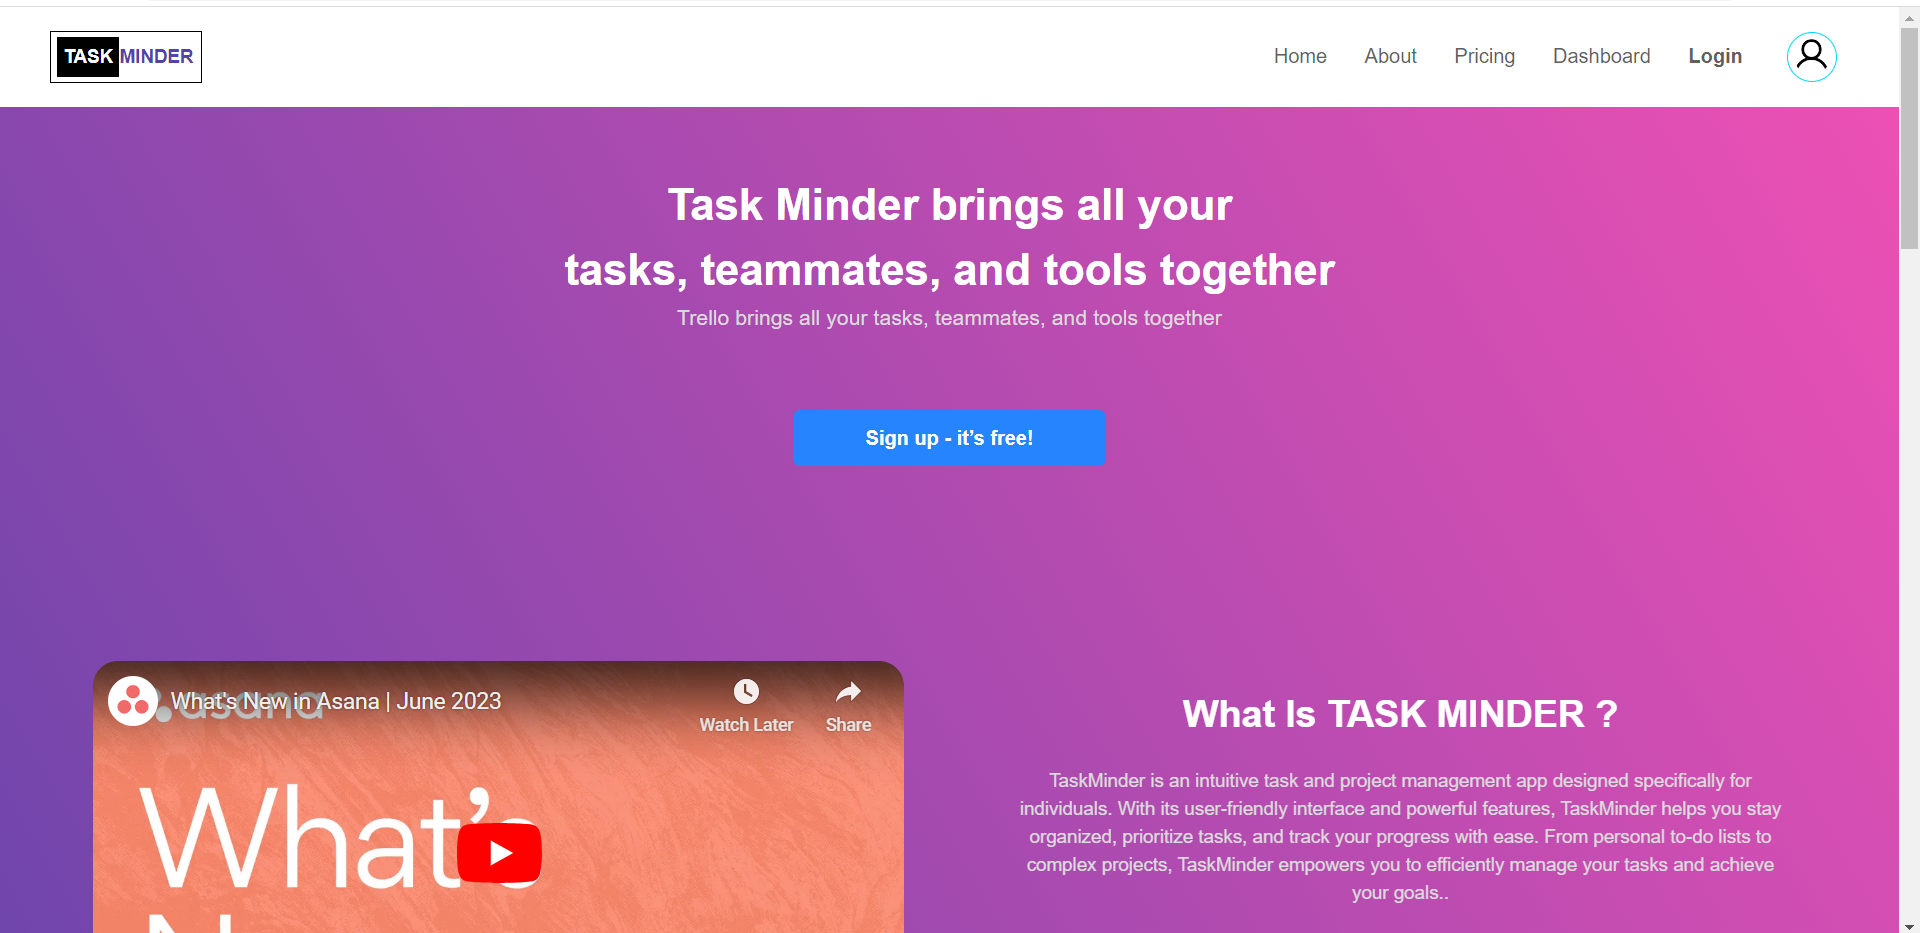 TASK MINDER
Home About Pricing Dashboard Login
Task Minder brings all your
tasks, teammates, and tools together
Trello brings all your tasks, teammates, and tools together
Sign up - it’s free!
asana
What's New in Asana | June 2023
Watch Later
Share
What’s
What Is TASK MINDER ?
TaskMinder is an intuitive task and project management app designed specifically for
individuals. With its user-friendly interface and powerful features, TaskMinder helps you stay
organized, prioritize tasks, and track your progress with ease. From personal to-do lists to
complex projects, TaskMinder empowers you to efficiently manage your tasks and achieve
your goals..